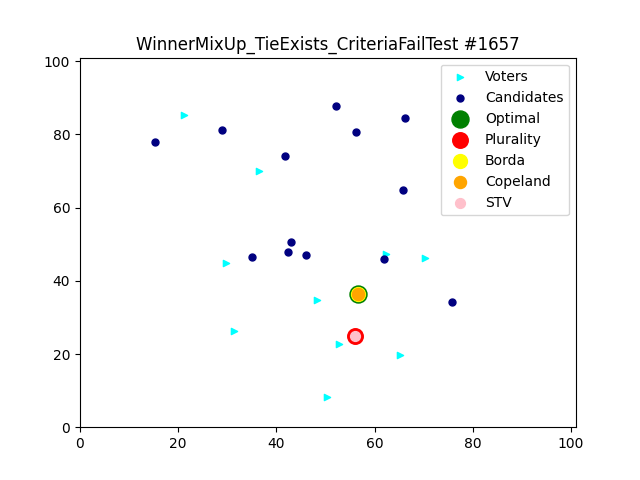 WinnerMixUp_TieExists_CriteriaFailTest #1657
100
80
60
40
20
0
0 20 40 60 80 100
Voters
Candidates
Optimal
Plurality
Borda
Copeland
STV